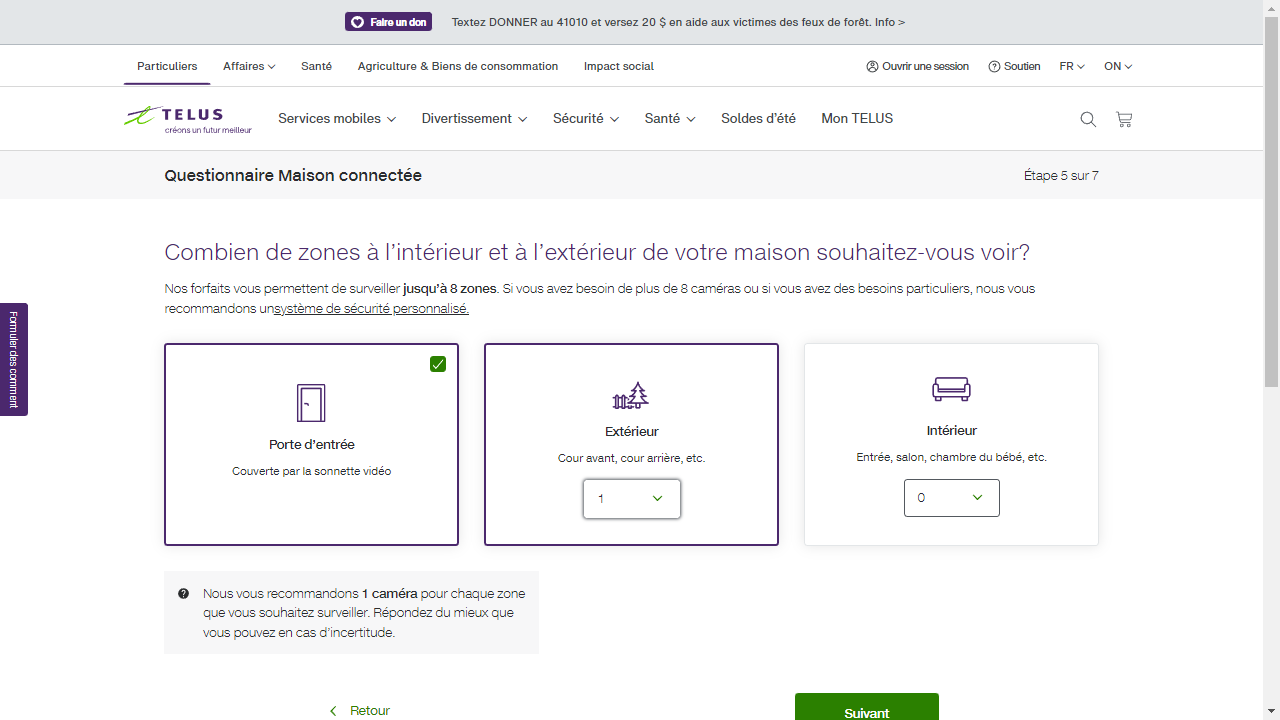 Faire un don
Textez DONNER au 41010 et versez 20 $ en aide aux victimes des feux de forêt. Info >
Particuliers
Affaires
Santé
Agriculture & Biens de consommation
Impact social
Ouvrir une session
Soutien
FR
ON
TELUS
créons un futur meilleur
Services mobiles
Divertissement
Sécurité
Santé
Soldes d'été
Mon TELUS
Questionnaire Maison connectée
Étape 5 sur 7
Combien de zones à l'intérieur et à l'extérieur de votre maison souhaitez-vous voir?
Nos forfaits vous permettent de surveiller jusqu'à 8 zones. Si vous avez besoin de plus de 8 caméras ou si vous avez des besoins particuliers, nous vous
recommandons unsystème de sécurité personnalisé.
Formuler des comment
Porte d'entrée
Couverte par la sonnette vidéo
Extérieur
Cour avant, cour arrière, etc.
1
Intérieur
Entrée, salon, chambre du bébé, etc.
0
Nous vous recommandons 1 caméra pour chaque zone
que vous souhaitez surveiller. Répondez du mieux que
vous pouvez en cas d'incertitude.
Retour
Suivant